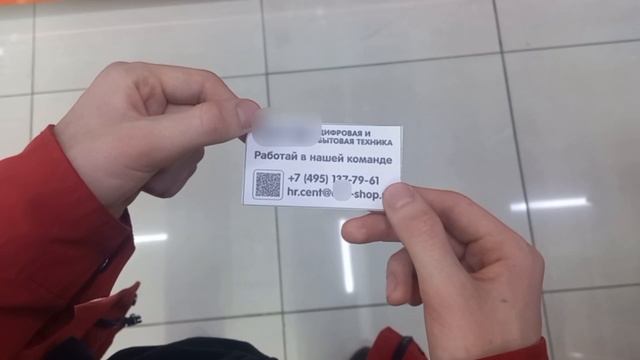 ЦИФРОВАЯ И
БЫТОВАЯ ТЕХНИКА
Работай в нашей команде
+7 (495) 137-79-61